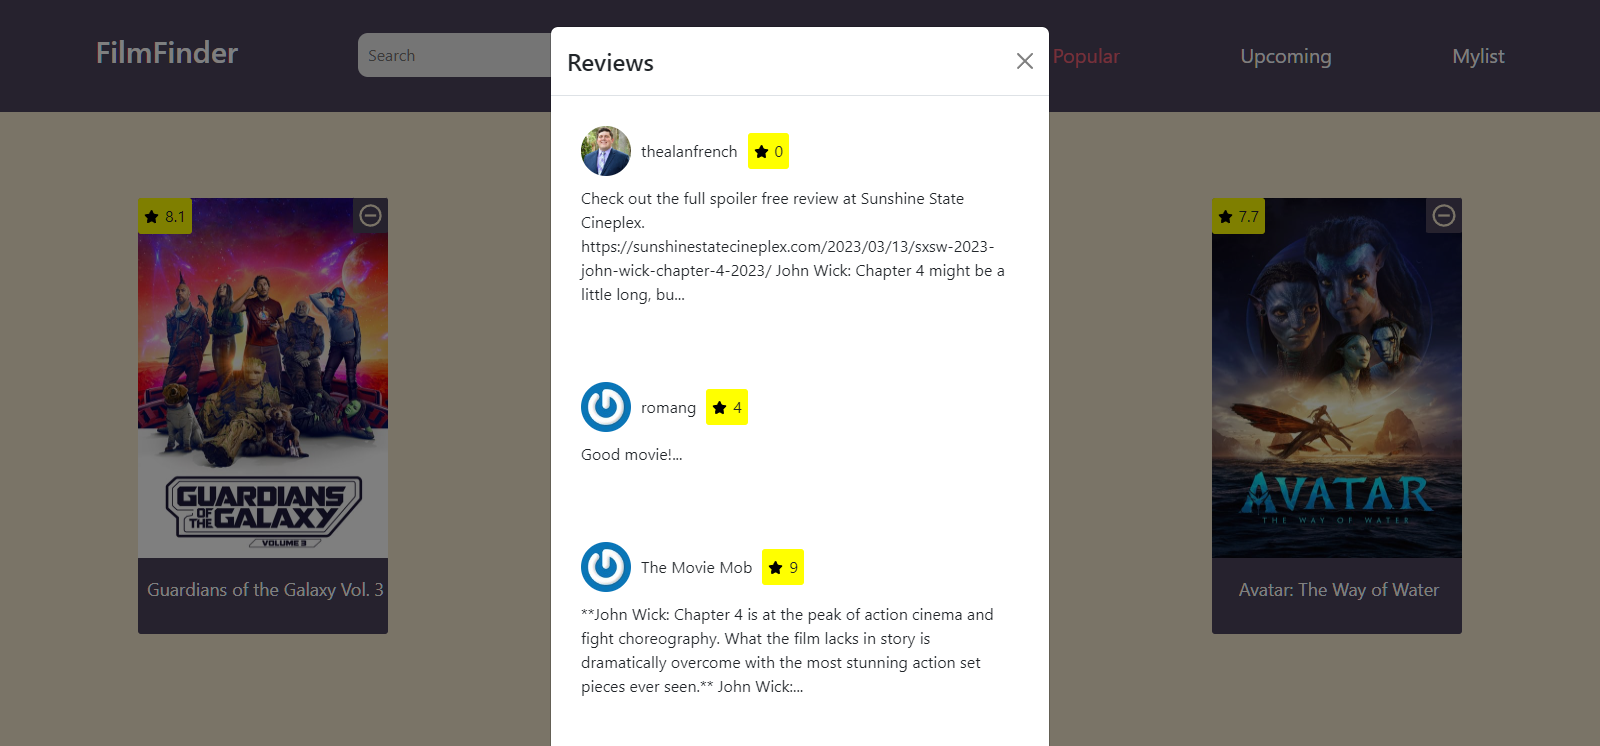 FilmFinder
Search
Popular
Upcoming
Mylist
Reviews
thealanfrench
0
Check out the full spoiler free review at Sunshine State
Cineplex.
https://sunshinestatecineplex.com/2023/03/13/sxsw-2023-
john-wick-chapter-4-2023/ John Wick: Chapter 4 might be a
little long, bu...
romang
4
Good movie!...
The Movie Mob
9
**John Wick: Chapter 4 is at the peak of action cinema and
fight choreography. What the film lacks in story is
dramatically overcome with the most stunning action set
pieces ever seen.** John Wick:...
8.1
GUARDIANS
OF THE GALAXY
VOLUME 3
Guardians of the Galaxy Vol. 3
7.7
AVATAR
THE WAY OF WATER
Avatar: The Way of Water